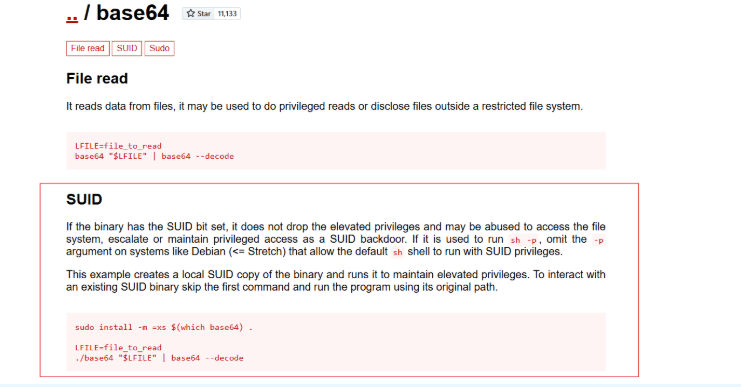 .. / base64 Star 11,133
File read SUID Sudo
File read
It reads data from files, it may be used to do privileged reads or disclose files outside a restricted file system.
LFILE=file_to_read
base64 "$LFILE" | base64 --decode
SUID
If the binary has the SUID bit set, it does not drop the elevated privileges and may be abused to access the file
system, escalate or maintain privileged access as a SUID backdoor. If it is used to run sh -p, omit the -p
argument on systems like Debian (<= Stretch) that allow the default sh shell to run with SUID privileges.
This example creates a local SUID copy of the binary and runs it to maintain elevated privileges. To interact with
an existing SUID binary skip the first command and run the program using its original path.
sudo install -m =xs $(which base64) .
LFILE=file_to_read
./base64 "$LFILE" | base64 --decode